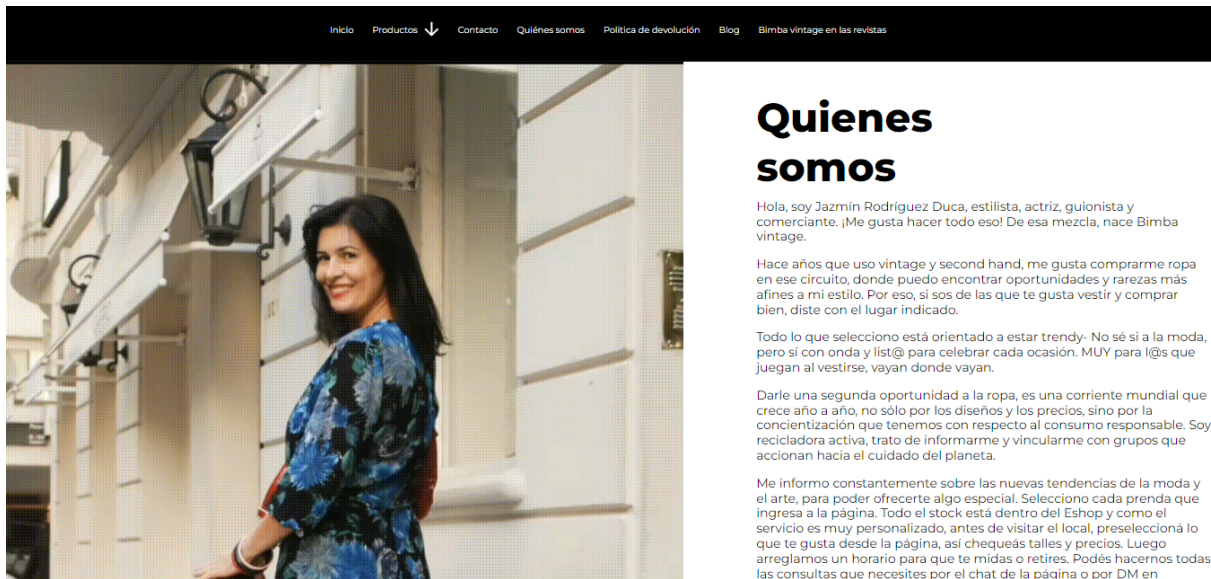 Inicio Productos Contacto Quiénes somos Politica de devolución Blog Bimba vintage en las revistas
Quienes
somos
Hola, soy Jazmín Rodríguez Duca, estilista, actriz, guionista y
comerciante. ¡Me gusta hacer todo eso! De esa mezcla, nace Bimba
vintage.
Hace años que uso vintage y second hand, me gusta comprarme ropa
en ese circuito, donde puedo encontrar oportunidades y rarezas más
afines a mi estilo. Por eso, si sos de las que te gusta vestir y comprar
bien, diste con el lugar indicado.
Todo lo que selecciono está orientado a estar trendy- No sé si a la moda,
pero sí con onda y list@ para celebrar cada ocasión. MUY para l@s que
juegan al vestirse, vayan donde vayan.
Darle una segunda oportunidad a la ropa, es una corriente mundial que
crece año a año, no sólo por los diseños y los precios, sino por la
concientización que tenemos con respecto al consumo responsable. Soy
recicladora activa, trato de informarme y vincularme con grupos que
accionan hacia el cuidado del planeta.
Me informo constantemente sobre las nuevas tendencias de la moda y
el arte, para poder ofrecerte algo especial. Selecciono cada prenda que
ingresa a la página. Todo el stock está dentro del Eshop y como el
servicio es muy personalizado, antes de visitar el local, preseleccioná lo
que te gusta desde la página, así chequeás talles y precios. Luego
arreglamos un horario para que te midas o retires. Podés hacernos todas
las consultas que necesites por el chat de la página o por DM en